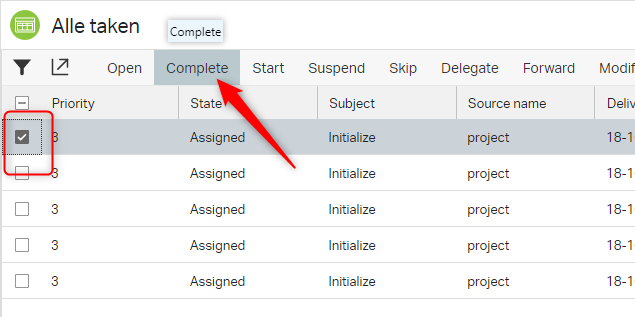 Alle taken
Complete
Open Complete Start Suspend Skip Delegate Forward Modif
Priority State Subject Source name Deliv
3 Assigned Initialize project 18-1
3 Assigned Initialize project 18-1
3 Assigned Initialize project 18-1
3 Assigned Initialize project 18-1
3 Assigned Initialize project 18-1